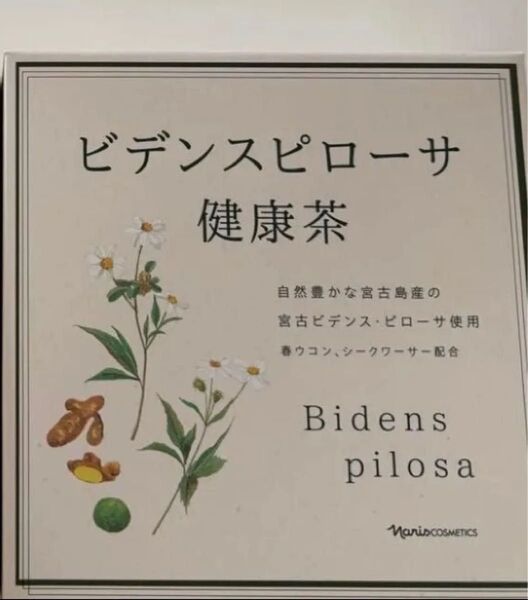 ビデンスピローサ
健康茶
自然豊かな宮古島産の
宮古ビデンス・ピローサ使用
春ウコン、シークワーサー配合
Bidens
pilosa
narisCOSMETICS